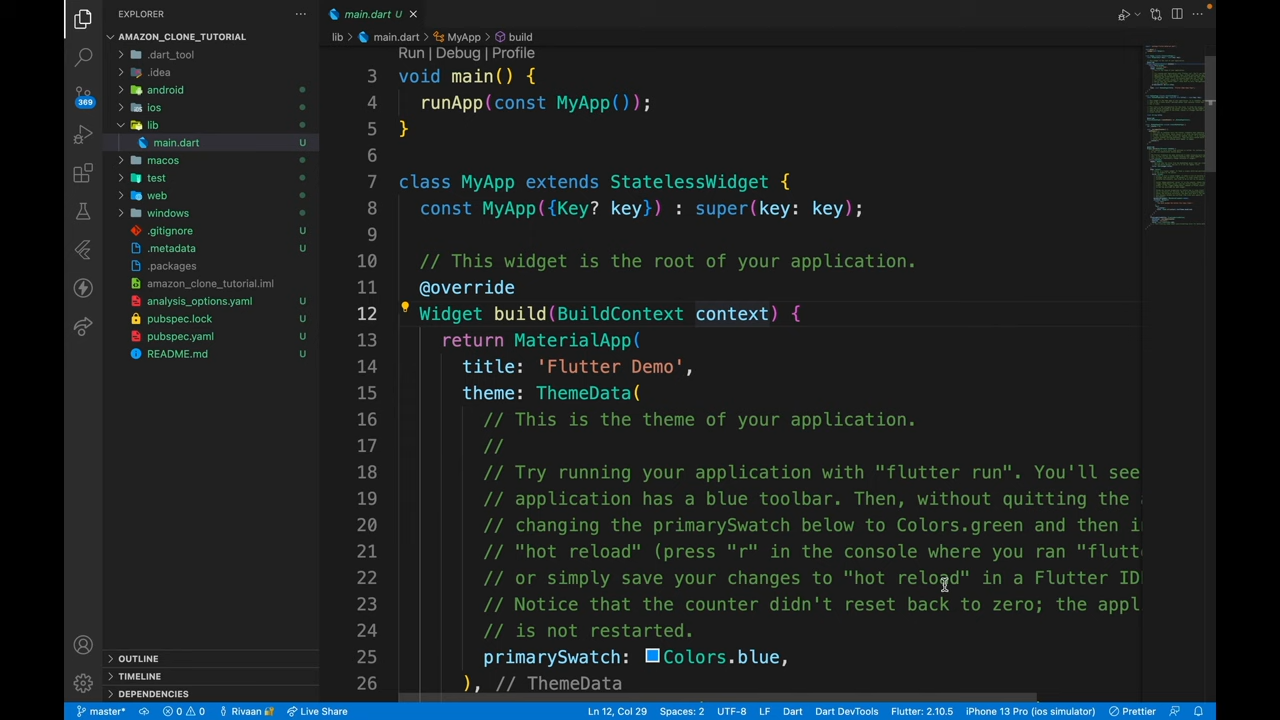 EXPLORER
AMAZON_CLONE_TUTORIAL
.dart_tool
.idea
android
ios
lib
main.dart U
macos
test
web
windows
.gitignore U
.metadata U
.packages
amazon_clone_tutorial.iml
analysis_options.yaml U
pubspec.lock U
pubspec.yaml U
README.md U
OUTLINE
TIMELINE
DEPENDENCIES
369
main.dart U
lib > main.dart > MyApp > build
Run | Debug | Profile
3 void main() {
4 runApp(const MyApp());
5 }
6
7 class MyApp extends StatelessWidget {
8 const MyApp({Key? key}) : super(key: key);
9
10 // This widget is the root of your application.
11 @override
12 Widget build(BuildContext context) {
13 return MaterialApp(
14 title: 'Flutter Demo',
15 theme: ThemeData(
16 // This is the theme of your application.
17 //
18 // Try running your application with "flutter run". You'll see
19 // application has a blue toolbar. Then, without quitting the
20 // changing the primarySwatch below to Colors.green and then i
21 // "hot reload" (press "r" in the console where you ran "flutt
22 // or simply save your changes to "hot reload" in a Flutter ID
23 // Notice that the counter didn't reset back to zero; the appl
24 // is not restarted.
25 primarySwatch: Colors.blue,
26 ), // ThemeData
master* 0 0 Rivaan Live Share Ln 12, Col 29 Spaces: 2 UTF-8 LF Dart Dart DevTools Flutter: 2.10.5 iPhone 13 Pro (ios simulator) Prettier